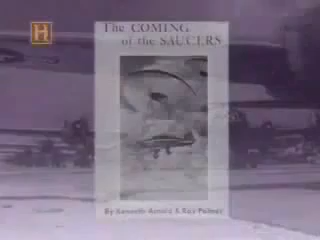 H
The COMING
of the SAUCERS
By Kenneth Arnold & Ray Palmer